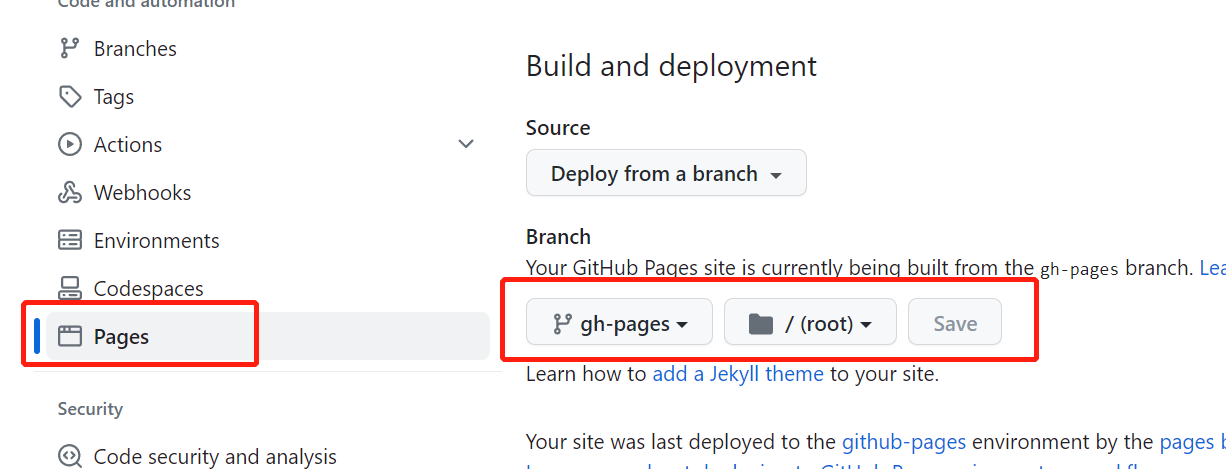 Code and automation
Branches
Tags
Actions
Webhooks
Environments
Codespaces
Pages
Security
Code security and analysis
Build and deployment
Source
Deploy from a branch
Branch
Your GitHub Pages site is currently being built from the gh-pages branch.
gh-pages
/ (root)
Save
Learn how to add a Jekyll theme to your site.
Your site was last deployed to the github-pages environment by the pages